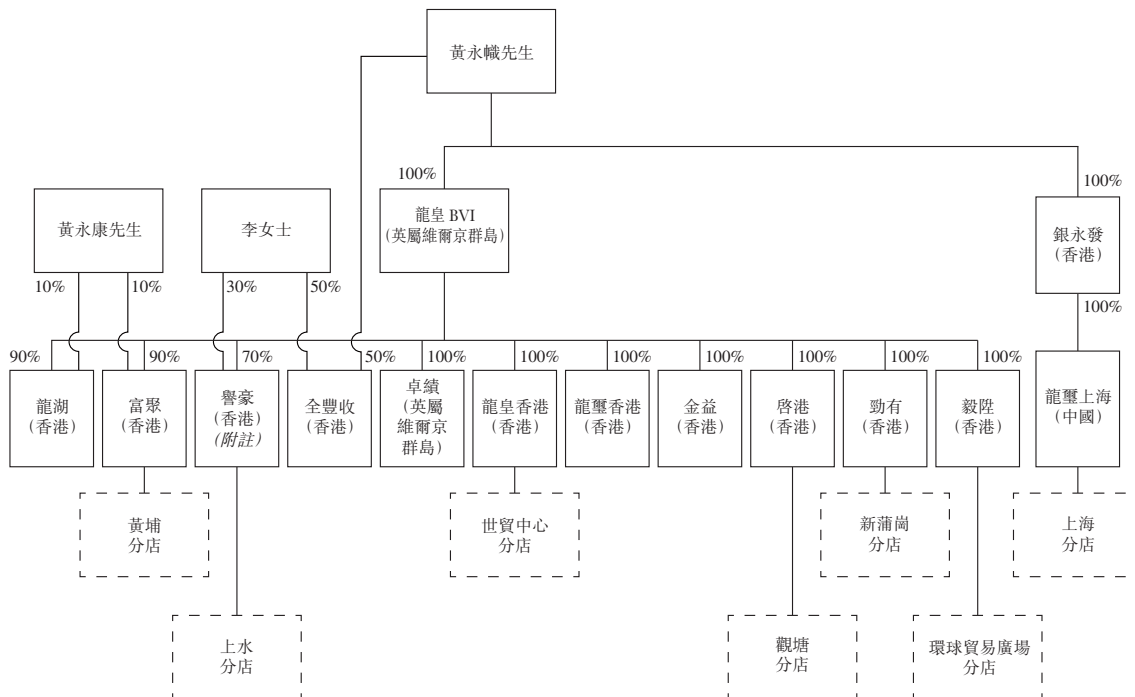 黃永幟先生
100%
100%
黃永康先生
李女士
龍皇 BVI
(英屬維爾京群島)
銀永發
(香港)
10%
10%
30%
50%
100%
90%
90%
70%
50%
100%
100%
100%
100%
100%
100%
100%
龍湖
(香港)
富聚
(香港)
譽豪
(香港)
(附註)
全豐收
(香港)
卓績
(英屬
維爾京
群島)
龍皇香港
(香港)
龍璽香港
(香港)
金益
(香港)
啓港
(香港)
勁有
(香港)
毅陞
(香港)
龍璽上海
(中國)
黃埔
分店
世貿中心
分店
新蒲崗
分店
上海
分店
上水
分店
觀塘
分店
環球貿易廣場
分店